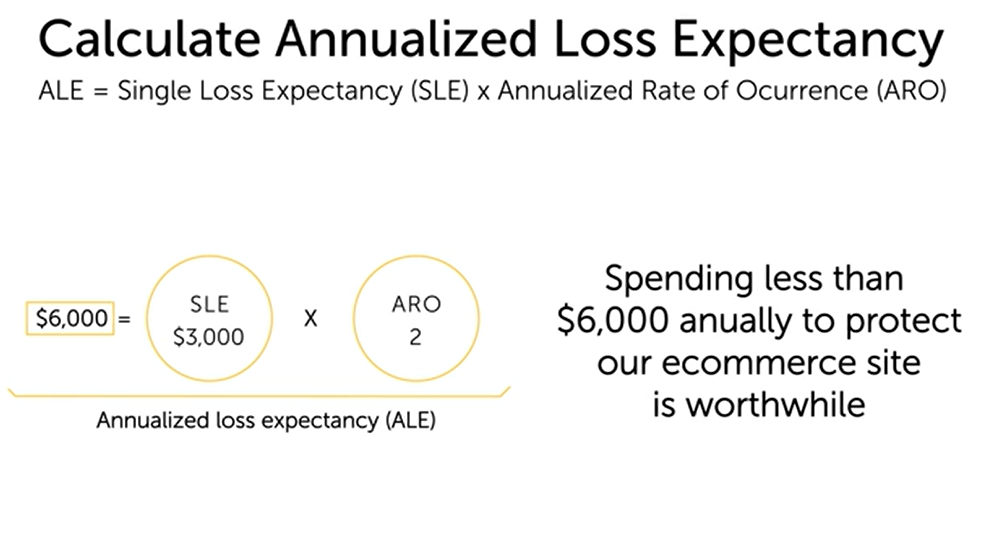 Calculate Annualized Loss Expectancy
ALE = Single Loss Expectancy (SLE) x Annualized Rate of Ocurrence (ARO)
$6,000 =
SLE
$3,000
X
ARO
2
Annualized loss expectancy (ALE)
Spending less than
$6,000 anually to protect
our ecommerce site
is worthwhile